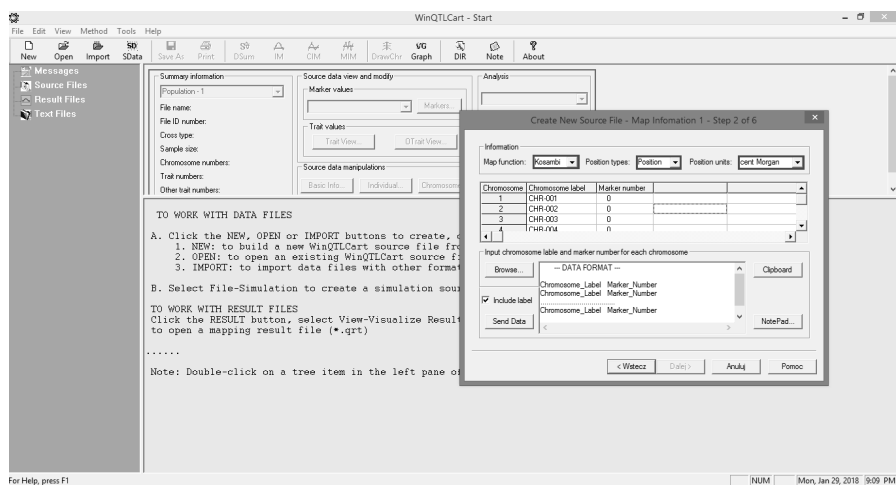 WinQTLCart - Start
File Edit View Method Tools Help
New Open Import SData Save As Print DSum IM CIM MIM DrawChr Graph DIR Note About
Messages
Source Files
Result Files
Text Files
Summary information
Population - 1
File name:
File ID number:
Cross type:
Sample size:
Chromosome numbers:
Trait numbers:
Other trait numbers:
Source data view and modify
Marker values
Markers...
Trait values
Trait View... OTrait View...
Source data manipulations
Basic Info... Individual... Chromosome
Analysis
TO WORK WITH DATA FILES
A. Click the NEW, OPEN or IMPORT buttons to create,
1. NEW: to build a new WinQTLCart source file
2. OPEN: to open an existing WinQTLCart source
3. IMPORT: to import data files with other format
B. Select File-Simulation to create a simulation
TO WORK WITH RESULT FILES
Click the RESULT button, select View-Visualize Result
to open a mapping result file (*.qrt)
......
Note: Double-click on a tree item in the left pane
Create New Source File - Map Infomation 1 - Step 2 of 6
Information
Map function: Kosambi Position types: Position Position units: cent Morgan
Chromosome Chromosome label Marker number
1 CHR-001 0
2 CHR-002 0
3 CHR-003 0
4 CHR-004 0
Input chromosome lable and marker number for each chromosome
Browse...
Include label
Send Data
--- DATA FORMAT ---
Chromosome_Label Marker_Number
Chromosome_Label Marker_Number
..............................
Chromosome_Label Marker_Number
Clipboard
NotePad...
< Wstecz Dalej > Anuluj Pomoc
For Help, press F1
NUM Mon, Jan 29, 2018 9:09 PM